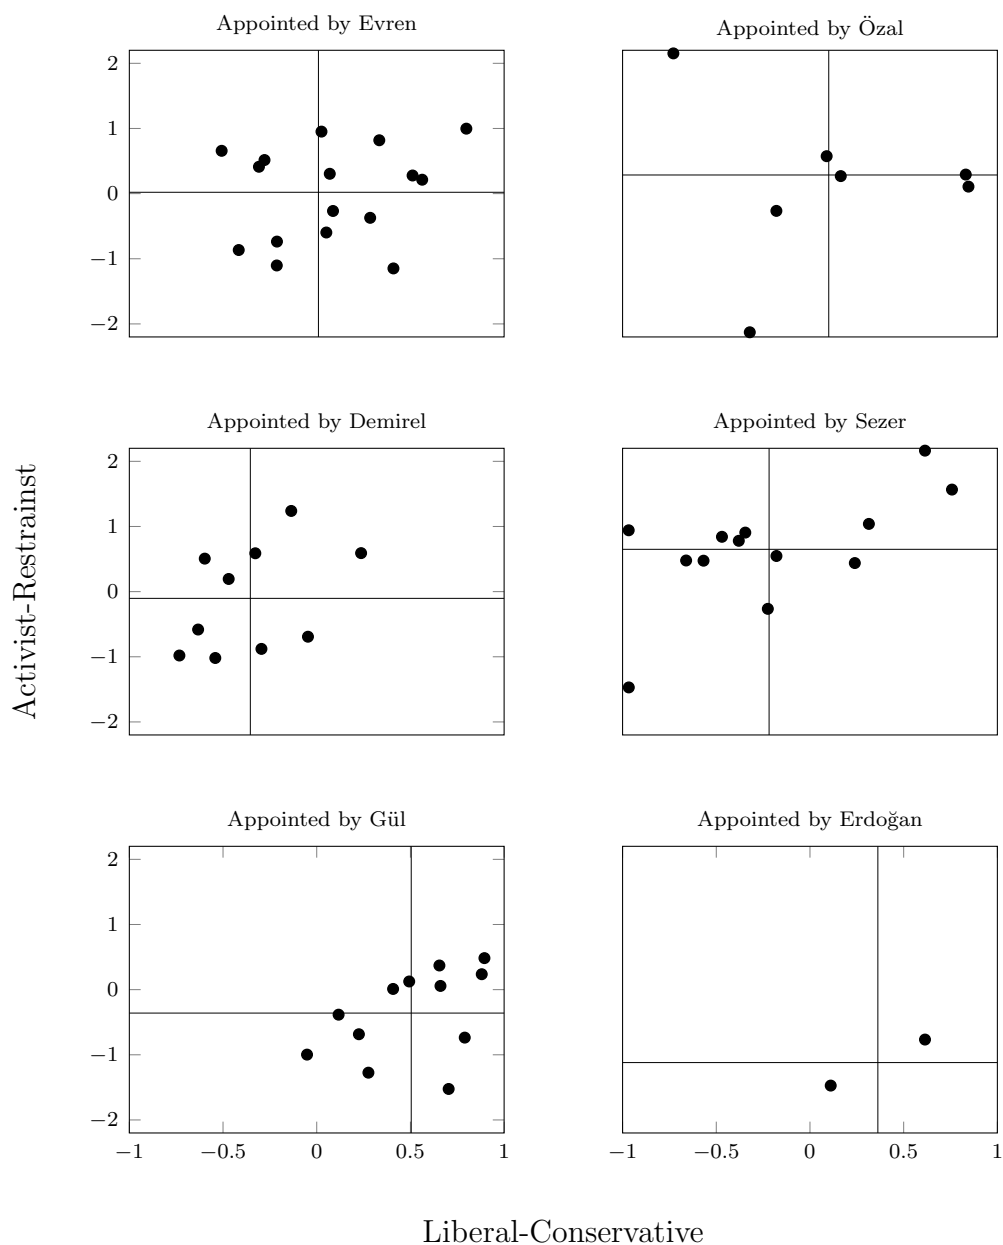 Appointed by Evren
Appointed by Özal
2
1
0
−1
−2
Appointed by Demirel
Appointed by Sezer
2
1
0
−1
−2
Activist-Restrainst
Appointed by Gül
Appointed by Erdoğan
2
1
0
−1
−2
−1 −0.5 0 0.5 1
−1 −0.5 0 0.5 1
Liberal-Conservative